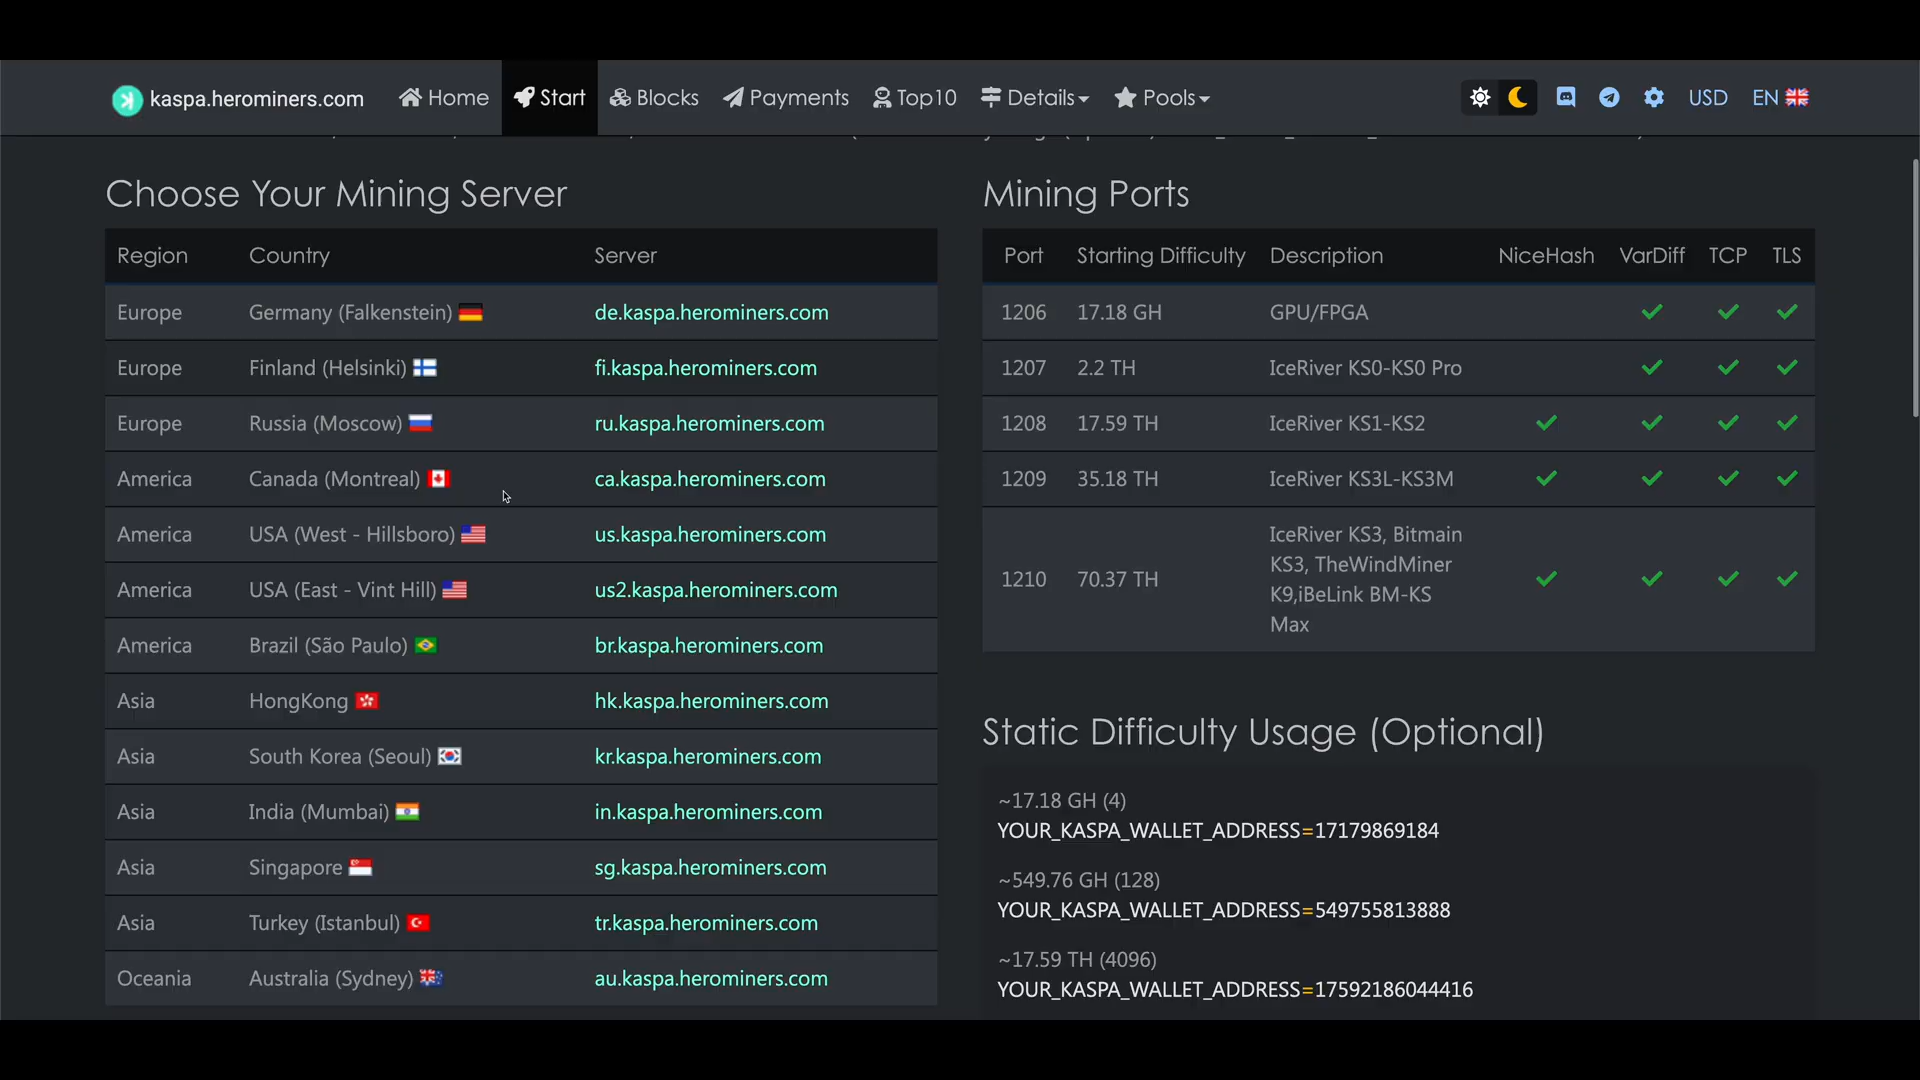 kaspa.herominers.com Home Start Blocks Payments Top10 Details Pools USD EN
Choose Your Mining Server
Region Country Server
Europe Germany (Falkenstein) de.kaspa.herominers.com
Europe Finland (Helsinki) fi.kaspa.herominers.com
Europe Russia (Moscow) ru.kaspa.herominers.com
America Canada (Montreal) ca.kaspa.herominers.com
America USA (West - Hillsboro) us.kaspa.herominers.com
America USA (East - Vint Hill) us2.kaspa.herominers.com
America Brazil (São Paulo) br.kaspa.herominers.com
Asia HongKong hk.kaspa.herominers.com
Asia South Korea (Seoul) kr.kaspa.herominers.com
Asia India (Mumbai) in.kaspa.herominers.com
Asia Singapore sg.kaspa.herominers.com
Asia Turkey (Istanbul) tr.kaspa.herominers.com
Oceania Australia (Sydney) au.kaspa.herominers.com
Mining Ports
Port Starting Difficulty Description NiceHash VarDiff TCP TLS
1206 17.18 GH GPU/FPGA
1207 2.2 TH IceRiver KS0-KS0 Pro
1208 17.59 TH IceRiver KS1-KS2
1209 35.18 TH IceRiver KS3L-KS3M
1210 70.37 TH IceRiver KS3, Bitmain
KS3, TheWindMiner
K9,iBeLink BM-KS
Max
Static Difficulty Usage (Optional)
~17.18 GH (4)
YOUR_KASPA_WALLET_ADDRESS=17179869184
~549.76 GH (128)
YOUR_KASPA_WALLET_ADDRESS=549755813888
~17.59 TH (4096)
YOUR_KASPA_WALLET_ADDRESS=17592186044416